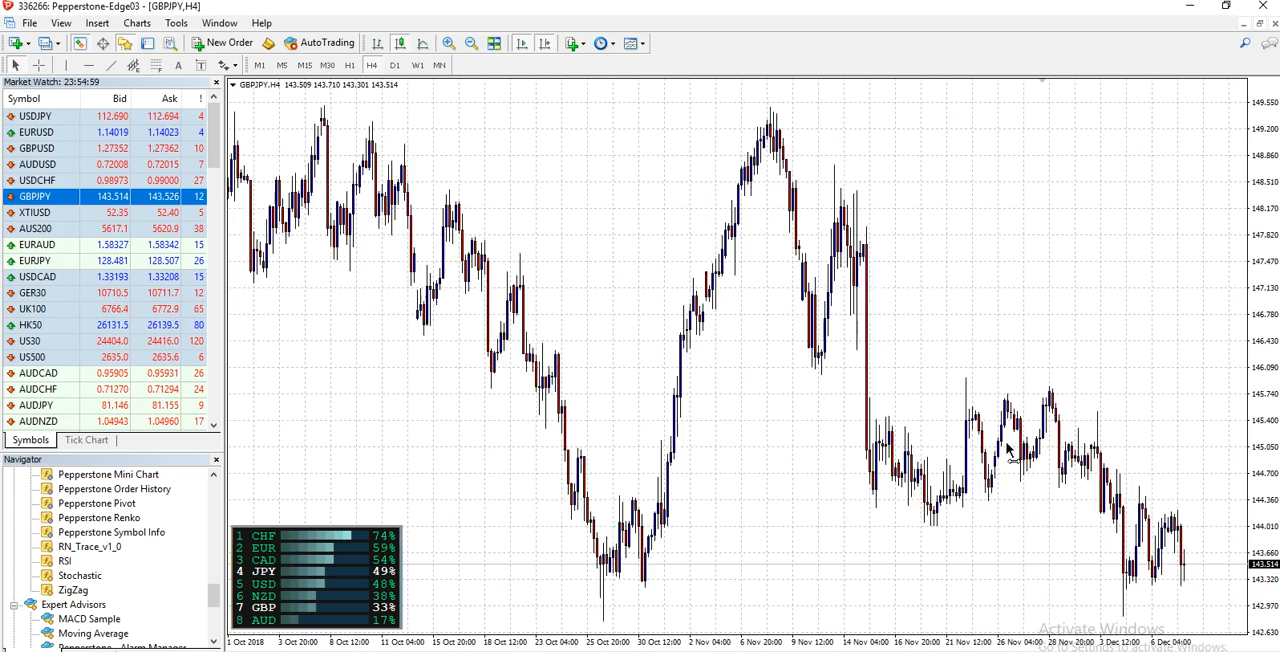 336266: Pepperstone-Edge03 - [GBPJPY,H4]
File View Insert Charts Tools Window Help
New Order AutoTrading
A T M1 M5 M15 M30 H1 H4 D1 W1 MN
Market Watch: 23:54:59
Symbol Bid Ask !
USDJPY 112.690 112.694 4
EURUSD 1.14019 1.14023 4
GBPUSD 1.27352 1.27362 10
AUDUSD 0.72008 0.72015 7
USDCHF 0.98973 0.99000 27
GBPJPY 143.514 143.526 12
XTIUSD 52.35 52.40 5
AUS200 5617.1 5620.9 38
EURAUD 1.58327 1.58342 15
EURJPY 128.481 128.507 26
USDCAD 1.33193 1.33208 15
GER30 10710.5 10711.7 12
UK100 6766.4 6772.9 65
HK50 26131.5 26139.5 80
US30 24404.0 24416.0 120
US500 2635.0 2635.6 6
AUDCAD 0.95905 0.95931 26
AUDCHF 0.71270 0.71294 24
AUDJPY 81.146 81.155 9
AUDNZD 1.04943 1.04960 17
Symbols Tick Chart
Navigator
Pepperstone Mini Chart
Pepperstone Order History
Pepperstone Pivot
Pepperstone Renko
Pepperstone Symbol Info
RN_Trace_v1_0
RSI
Stochastic
ZigZag
Expert Advisors
MACD Sample
Moving Average
Pepperstone - Alarm Manager
GBPJPY,H4 143.509 143.710 143.301 143.514
149.550
149.200
148.860
148.510
148.170
147.820
147.470
147.130
146.780
146.430
146.090
145.740
145.400
145.050
144.700
144.360
144.010
143.660
143.514
143.320
142.970
142.630
1 CHF 74%
2 EUR 59%
3 CAD 54%
4 JPY 49%
5 USD 48%
6 NZD 38%
7 GBP 33%
8 AUD 17%
1 Oct 2018 3 Oct 20:00 8 Oct 12:00 11 Oct 04:00 15 Oct 20:00 18 Oct 12:00 23 Oct 04:00 25 Oct 20:00 30 Oct 12:00 2 Nov 04:00 6 Nov 20:00 9 Nov 12:00 14 Nov 04:00 16 Nov 20:00 21 Nov 12:00 26 Nov 04:00 28 Nov 20:00 3 Dec 12:00 6 Dec 04:00
Activate Windows
Go to Settings to activate Windows.